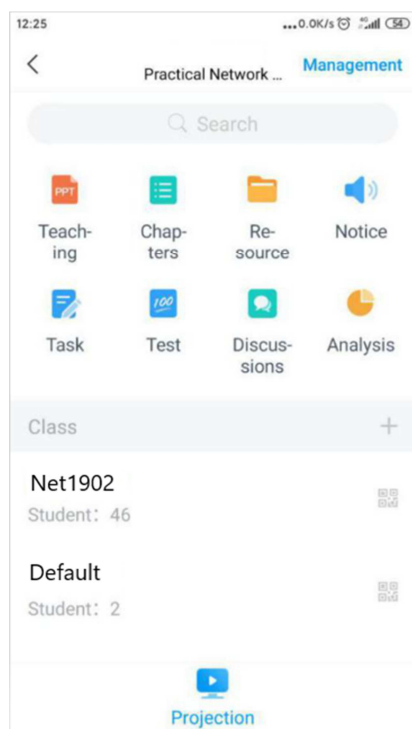 12:25
...0.0K/s 4G 54
Practical Network ...
Management
Search
PPT
Teach-
ing
Chap-
ters
Re-
source
Notice
100
Task
Test
Discus-
sions
Analysis
Class
Net1902
Student: 46
Default
Student: 2
Projection